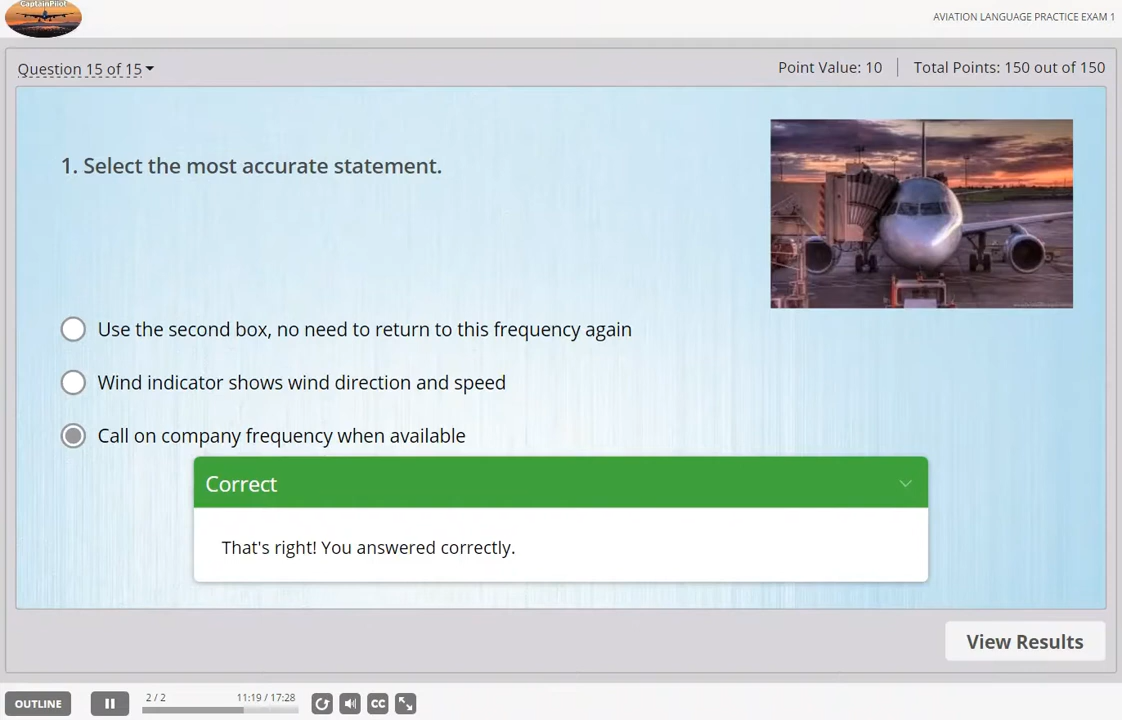 CaptainPilot
AVIATION LANGUAGE PRACTICE EXAM 1
Question 15 of 15
Point Value: 10
Total Points: 150 out of 150
1. Select the most accurate statement.
Use the second box, no need to return to this frequency again
Wind indicator shows wind direction and speed
Call on company frequency when available
Correct
That's right! You answered correctly.
View Results
OUTLINE
2 / 2
11:19 / 17:28
CC